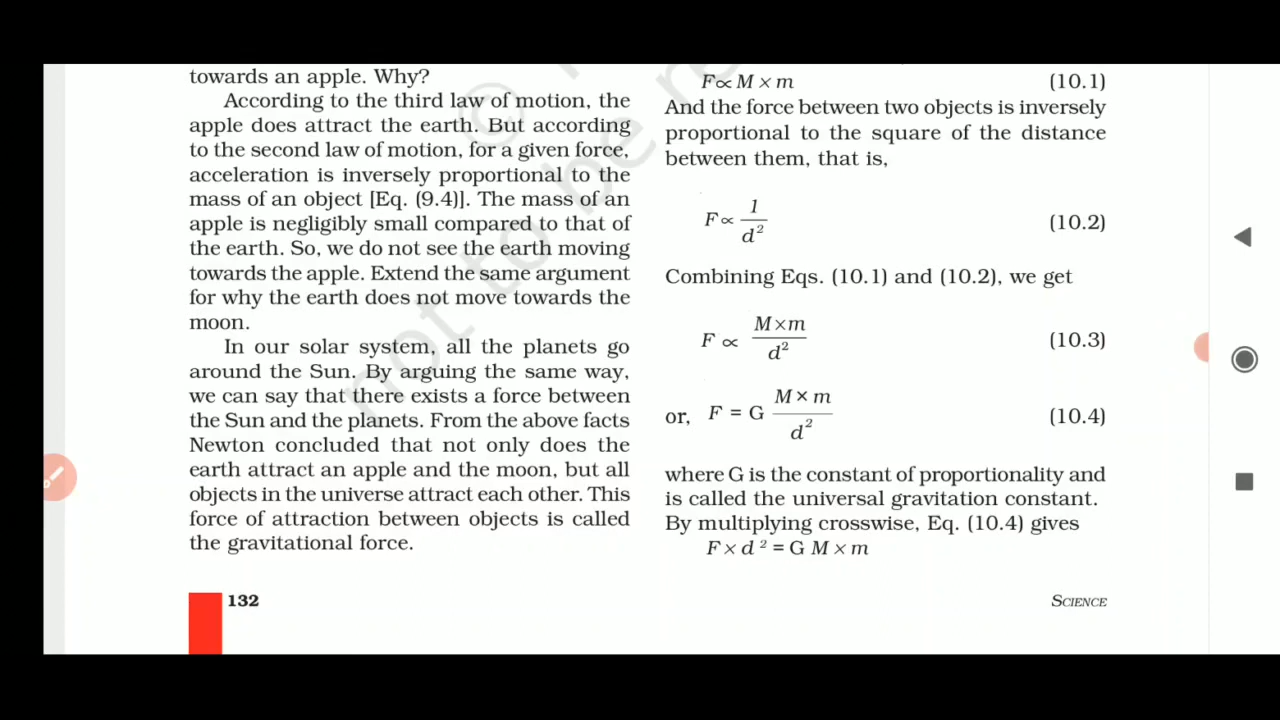 towards an apple. Why?
According to the third law of motion, the
apple does attract the earth. But according
to the second law of motion, for a given force,
acceleration is inversely proportional to the
mass of an object [Eq. (9.4)]. The mass of an
apple is negligibly small compared to that of
the earth. So, we do not see the earth moving
towards the apple. Extend the same argument
for why the earth does not move towards the
moon.
In our solar system, all the planets go
around the Sun. By arguing the same way,
we can say that there exists a force between
the Sun and the planets. From the above facts
Newton concluded that not only does the
earth attract an apple and the moon, but all
objects in the universe attract each other. This
force of attraction between objects is called
the gravitational force.
F ∝ M × m (10.1)
And the force between two objects is inversely
proportional to the square of the distance
between them, that is,
F ∝ 1/d² (10.2)
Combining Eqs. (10.1) and (10.2), we get
F ∝ M×m/d² (10.3)
or, F = G M × m/d² (10.4)
where G is the constant of proportionality and
is called the universal gravitation constant.
By multiplying crosswise, Eq. (10.4) gives
F × d ² = G M × m
132
SCIENCE
©
not to be re